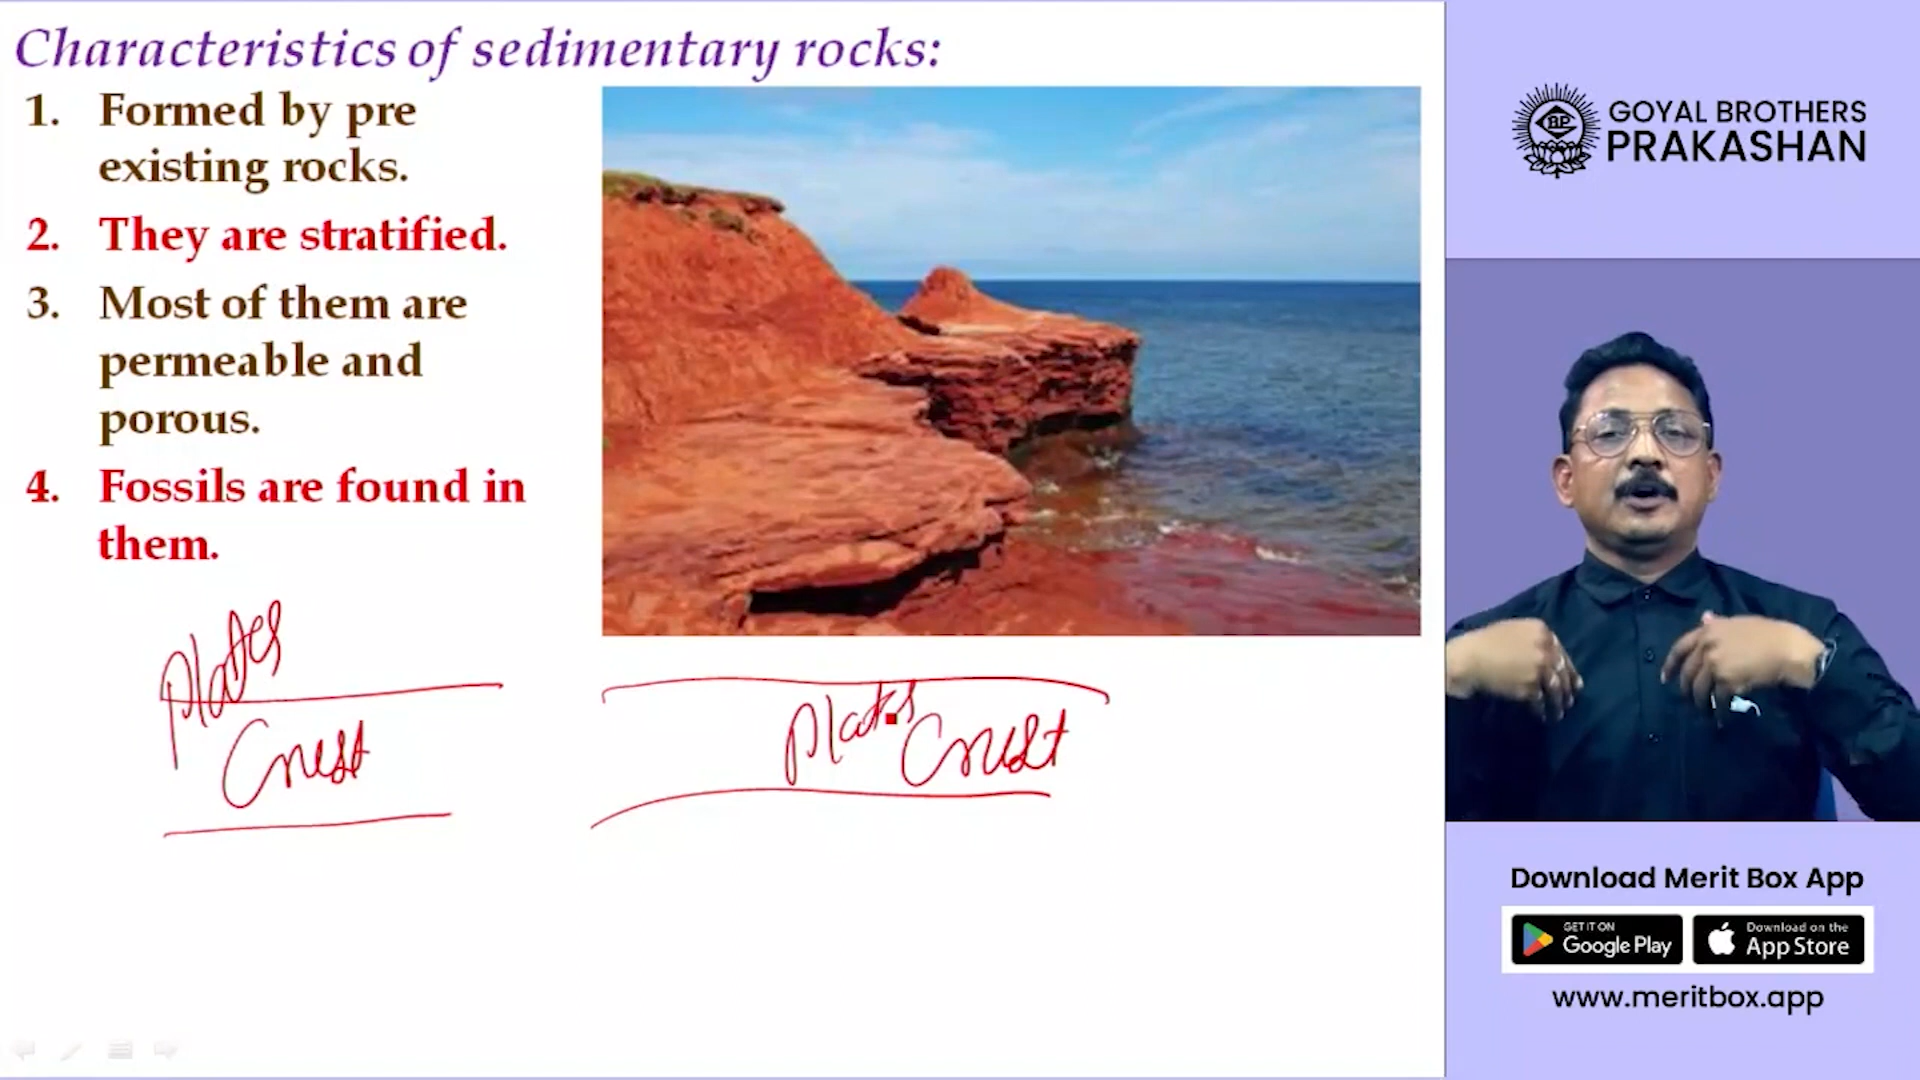 Characteristics of sedimentary rocks:
1. Formed by pre
existing rocks.
2. They are stratified.
3. Most of them are
permeable and
porous.
4. Fossils are found in
them.
Plates
Crust
Plates Crust
BP
GOYAL BROTHERS
PRAKASHAN
Download Merit Box App
GET IT ON
Google Play
Download on the
App Store
www.meritbox.app